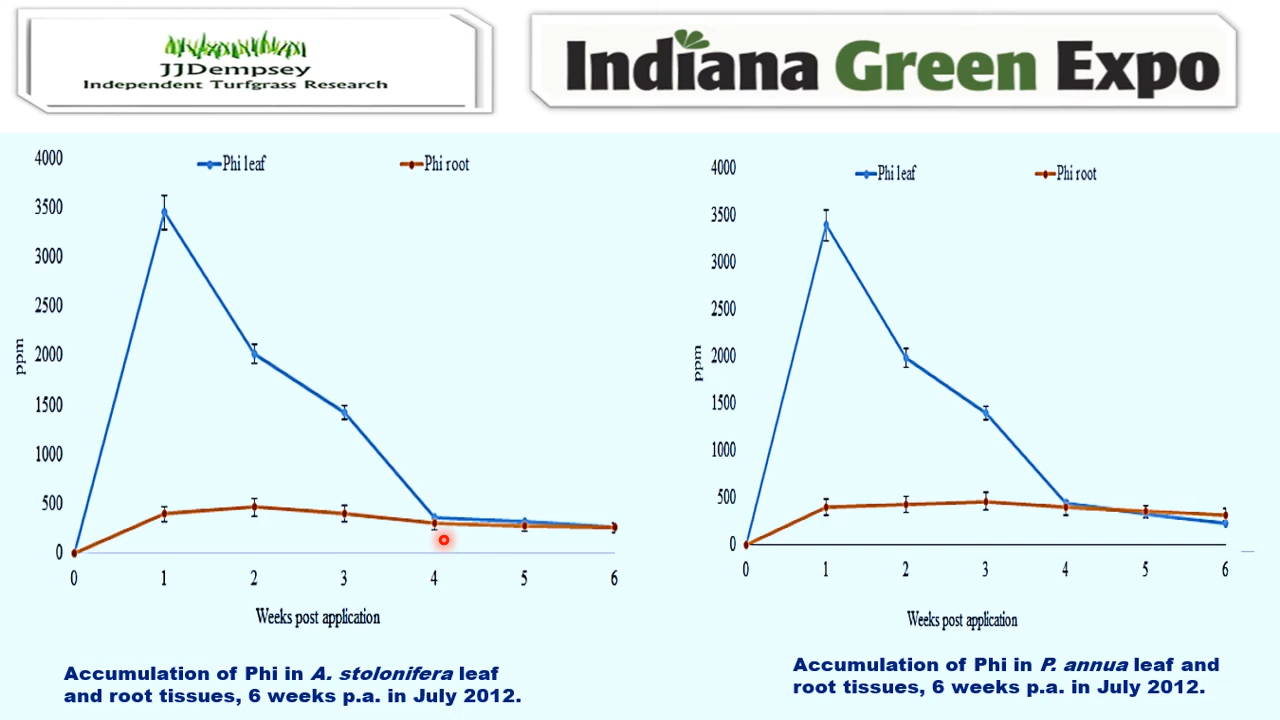 JJDempsey
Independent Turfgrass Research
Indiana Green Expo
4000
3500
3000
2500
2000
1500
1000
500
0
ppm
Phi leaf
Phi root
0 1 2 3 4 5 6
Weeks post application
Accumulation of Phi in A. stolonifera leaf
and root tissues, 6 weeks p.a. in July 2012.
4000
3500
3000
2500
2000
1500
1000
500
0
ppm
Phi leaf
Phi root
0 1 2 3 4 5 6
Weeks post application
Accumulation of Phi in P. annua leaf and
root tissues, 6 weeks p.a. in July 2012.